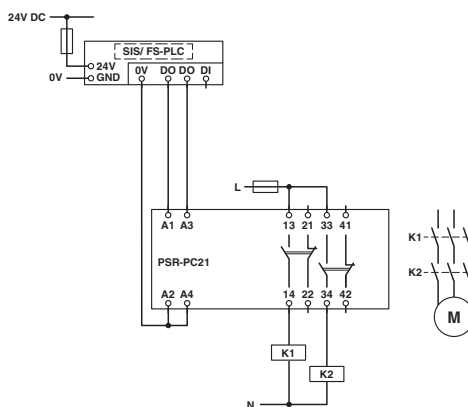 24V DC
SIS/ FS-PLC
24V
0V
GND
0V DO DO DI
L
A1 A3
13 21 33 41
PSR-PC21
A2 A4
14 22 34 42
K1
K2
N
K1
K2
M